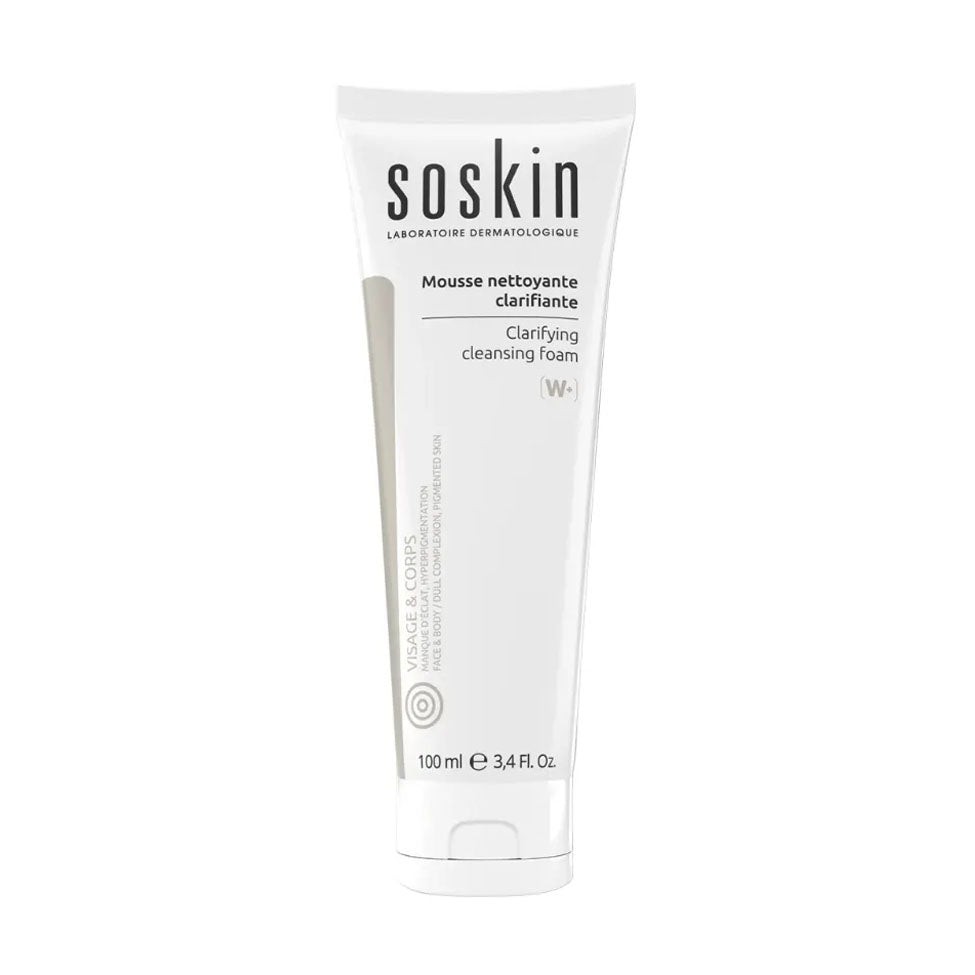 soskin
LABORATOIRE DERMATOLOGIQUE
Mousse nettoyante
clarifiante
Clarifying
cleansing foam
[W+]
VISAGE & CORPS
MANQUE D'ÉCLAT, HYPERPIGMENTATION
FACE & BODY / DULL COMPLEXION, PIGMENTED SKIN
100 ml ℮ 3,4 Fl. Oz.